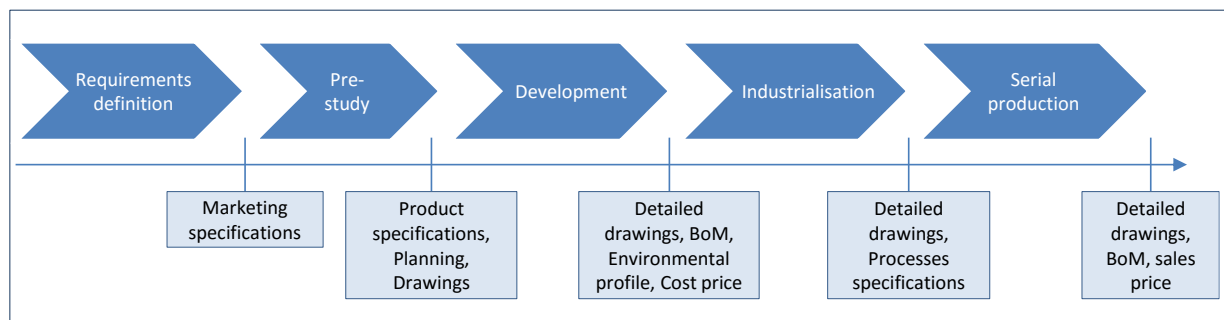 Requirements
definition
Pre-
study
Development
Industrialisation
Serial
production
Marketing
specifications
Product
specifications,
Planning,
Drawings
Detailed
drawings, BoM,
Environmental
profile, Cost price
Detailed
drawings,
Processes
specifications
Detailed
drawings,
BoM, sales
price